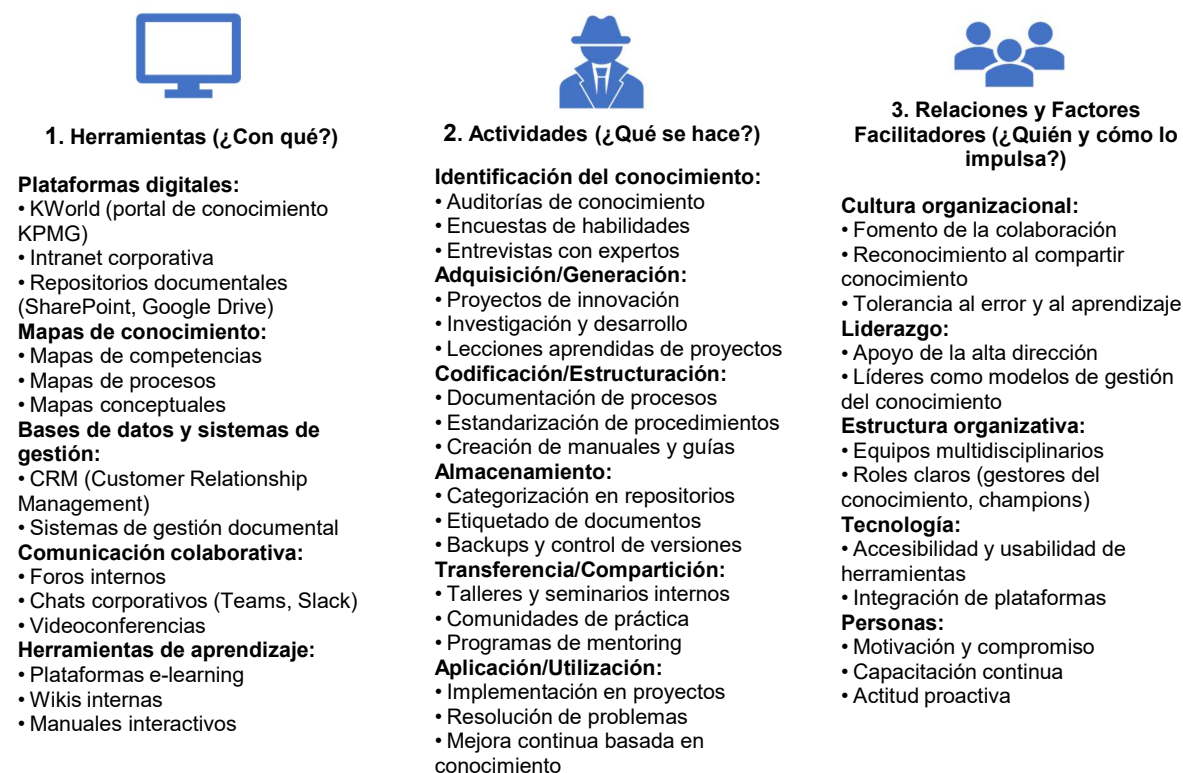 1. Herramientas (¿Con qué?)
Plataformas digitales:
• KWorld (portal de conocimiento
KPMG)
• Intranet corporativa
• Repositorios documentales
(SharePoint, Google Drive)
Mapas de conocimiento:
• Mapas de competencias
• Mapas de procesos
• Mapas conceptuales
Bases de datos y sistemas de
gestión:
• CRM (Customer Relationship
Management)
• Sistemas de gestión documental
Comunicación colaborativa:
• Foros internos
• Chats corporativos (Teams, Slack)
• Videoconferencias
Herramientas de aprendizaje:
• Plataformas e-learning
• Wikis internas
• Manuales interactivos
2. Actividades (¿Qué se hace?)
Identificación del conocimiento:
• Auditorías de conocimiento
• Encuestas de habilidades
• Entrevistas con expertos
Adquisición/Generación:
• Proyectos de innovación
• Investigación y desarrollo
• Lecciones aprendidas de proyectos
Codificación/Estructuración:
• Documentación de procesos
• Estandarización de procedimientos
• Creación de manuales y guías
Almacenamiento:
• Categorización en repositorios
• Etiquetado de documentos
• Backups y control de versiones
Transferencia/Compartición:
• Talleres y seminarios internos
• Comunidades de práctica
• Programas de mentoring
Aplicación/Utilización:
• Implementación en proyectos
• Resolución de problemas
• Mejora continua basada en
conocimiento
3. Relaciones y Factores
Facilitadores (¿Quién y cómo lo
impulsa?)
Cultura organizacional:
• Fomento de la colaboración
• Reconocimiento al compartir
conocimiento
• Tolerancia al error y al aprendizaje
Liderazgo:
• Apoyo de la alta dirección
• Líderes como modelos de gestión
del conocimiento
Estructura organizativa:
• Equipos multidisciplinarios
• Roles claros (gestores del
conocimiento, champions)
Tecnología:
• Accesibilidad y usabilidad de
herramientas
• Integración de plataformas
Personas:
• Motivación y compromiso
• Capacitación continua
• Actitud proactiva